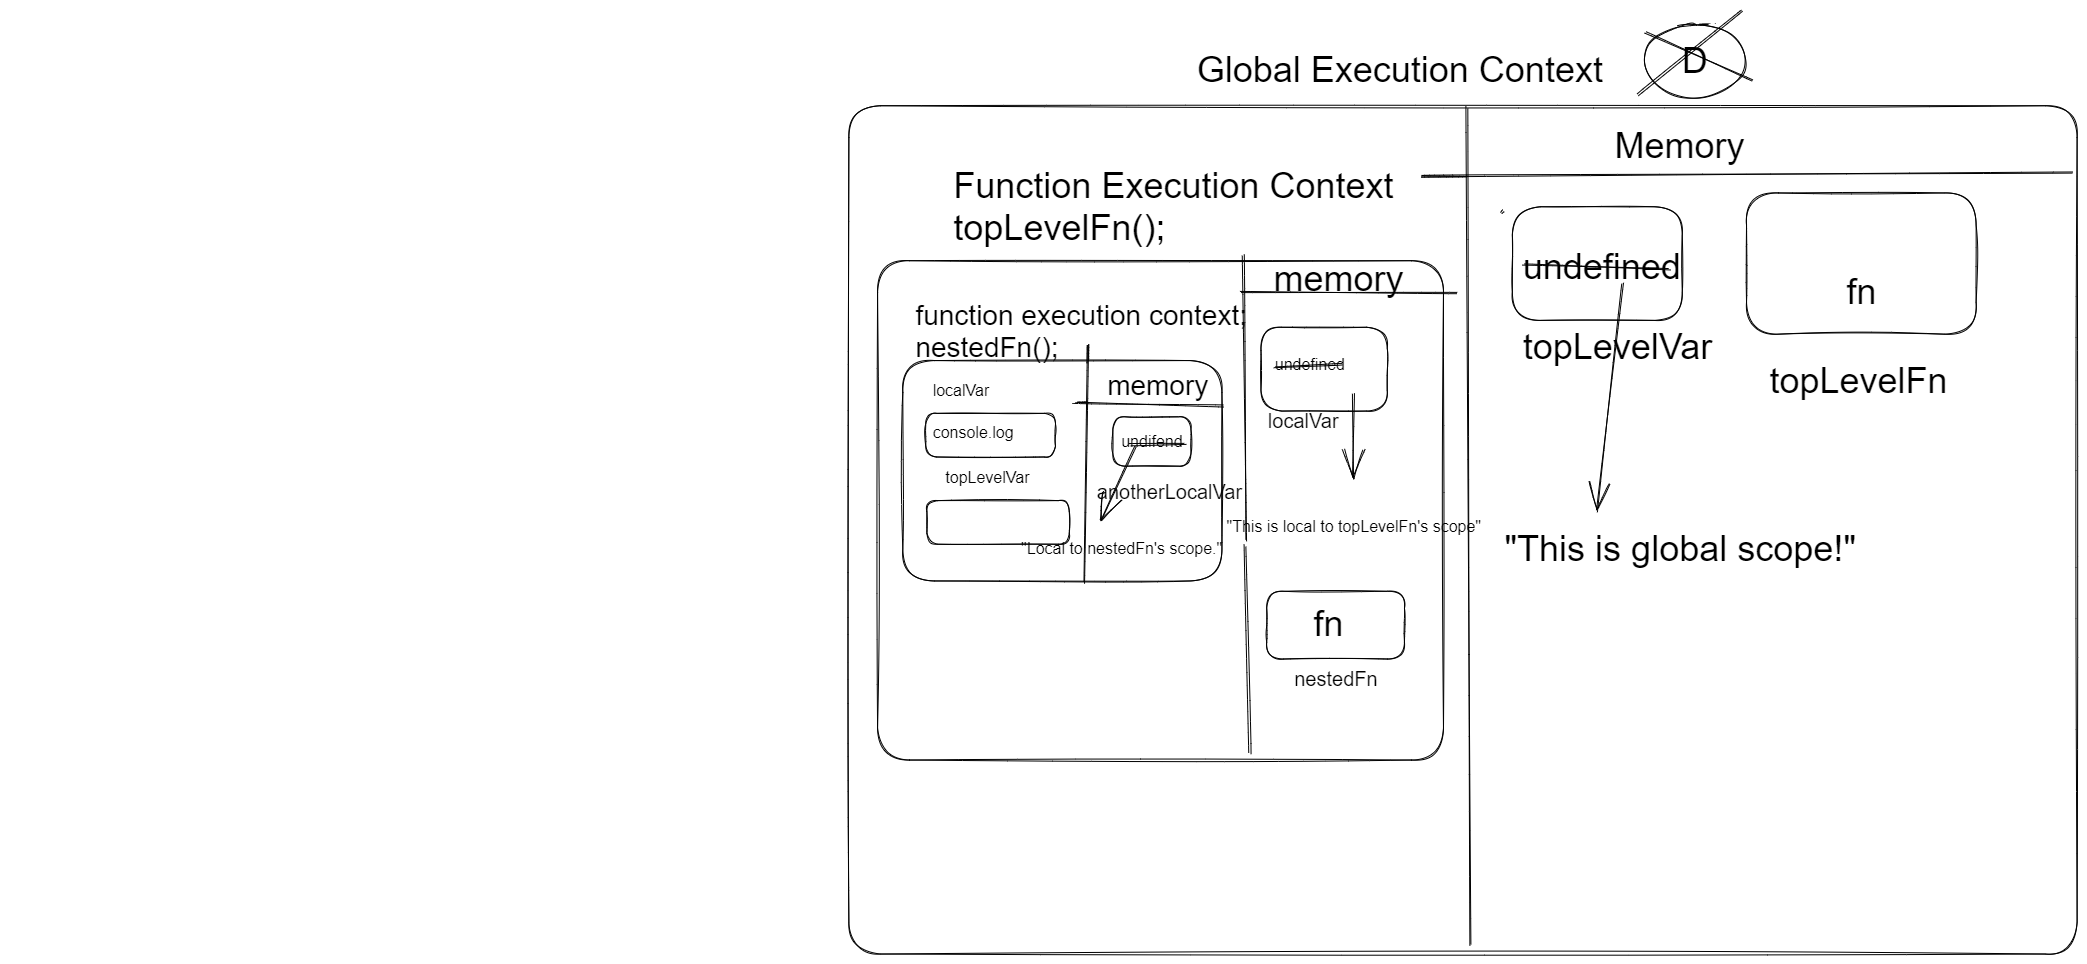 Global Execution Context
D
Memory
Function Execution Context
topLevelFn();
memory
undefined
fn
function execution context;
nestedFn();
topLevelVar
topLevelFn
undefined
localVar
memory
localVar
console.log
undifend
topLevelVar
anotherLocalVar
"This is local to topLevelFn's scope"
"Local to nestedFn's scope."
"This is global scope!"
fn
nestedFn